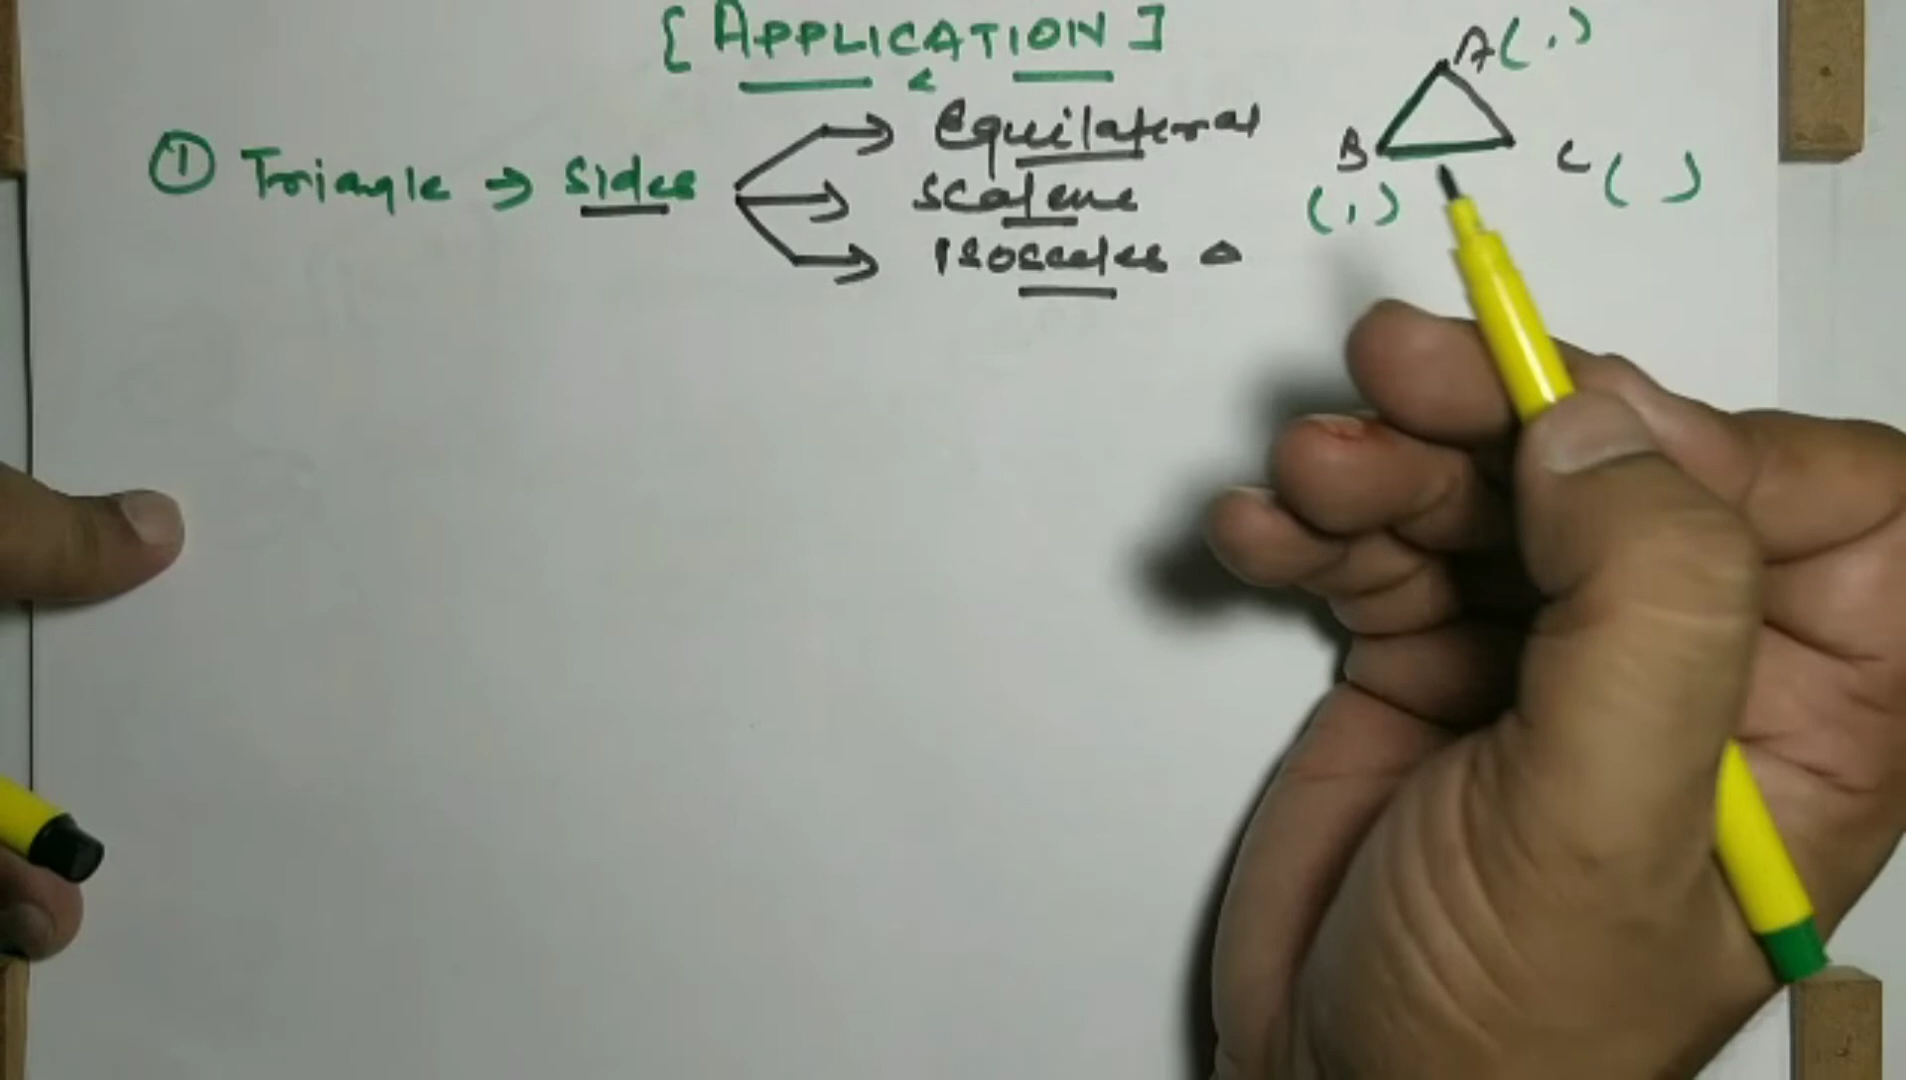 [ APPLICATION ]
① Triangle → Sides
→ Equilateral
→ Scalene
→ Isosceles △
A ( , )
B
( , )
C ( )